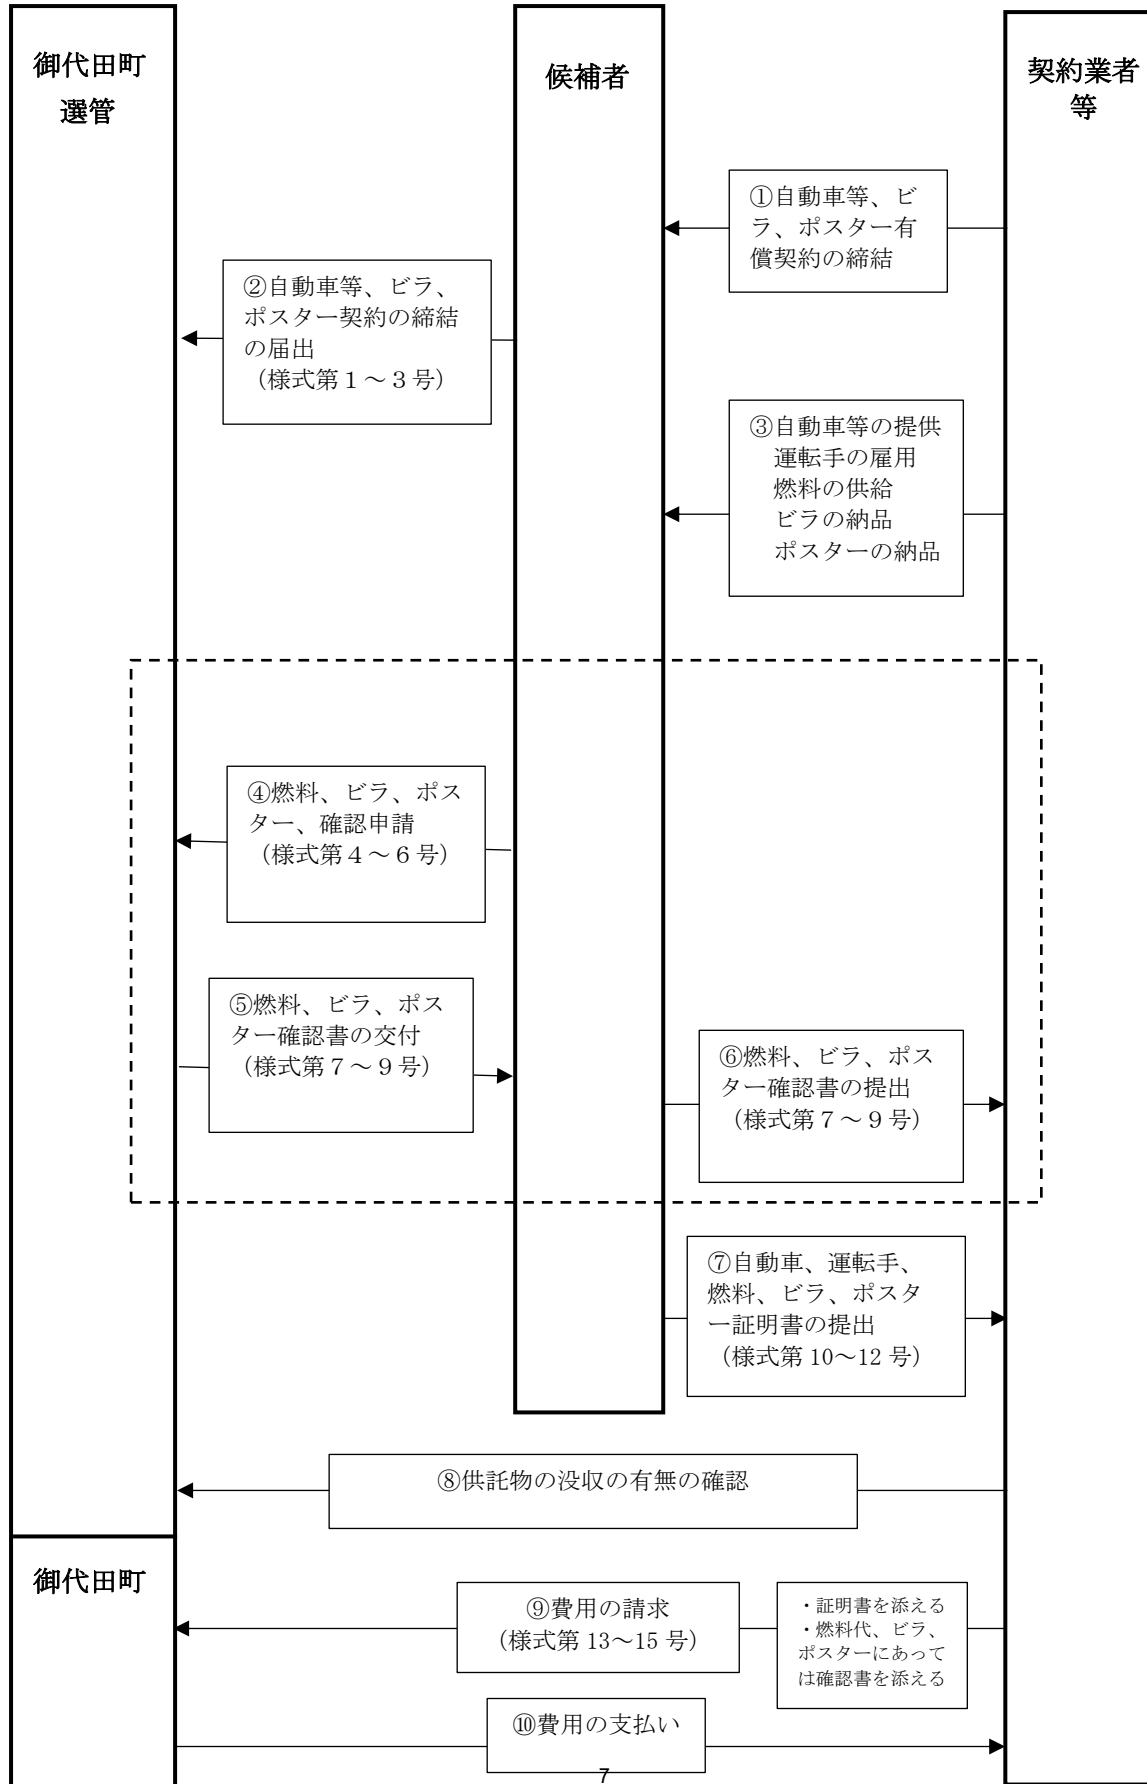 御代田町
選管
候補者
契約業者
等
①自動車等、ビ
ラ、ポスター有
償契約の締結
②自動車等、ビラ、
ポスター契約の締結
の届出
（様式第１～３号）
③自動車等の提供
運転手の雇用
燃料の供給
ビラの納品
ポスターの納品
④燃料、ビラ、ポス
ター、確認申請
（様式第４～６号）
⑤燃料、ビラ、ポス
ター確認書の交付
（様式第７～９号）
⑥燃料、ビラ、ポス
ター確認書の提出
（様式第７～９号）
⑦自動車、運転手、
燃料、ビラ、ポスタ
ー証明書の提出
（様式第 10～12 号）
⑧供託物の没収の有無の確認
御代田町
⑨費用の請求
（様式第 13～15 号）
・証明書を添える
・燃料代、ビラ、
ポスターにあって
は確認書を添える
⑩費用の支払い
7